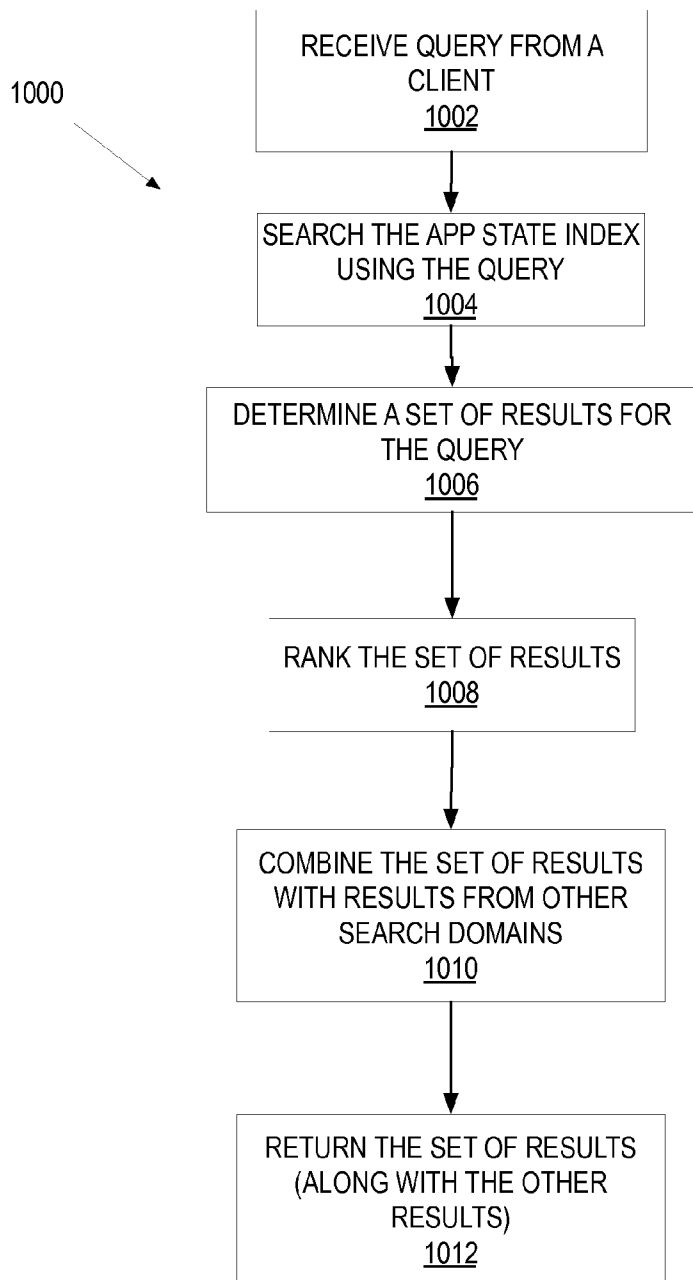 RECEIVE QUERY FROM A
CLIENT
1002
1000
SEARCH THE APP STATE INDEX
USING THE QUERY
1004
DETERMINE A SET OF RESULTS FOR
THE QUERY
1006
RANK THE SET OF RESULTS
1008
COMBINE THE SET OF RESULTS
WITH RESULTS FROM OTHER
SEARCH DOMAINS
1010
RETURN THE SET OF RESULTS
(ALONG WITH THE OTHER
RESULTS)
1012